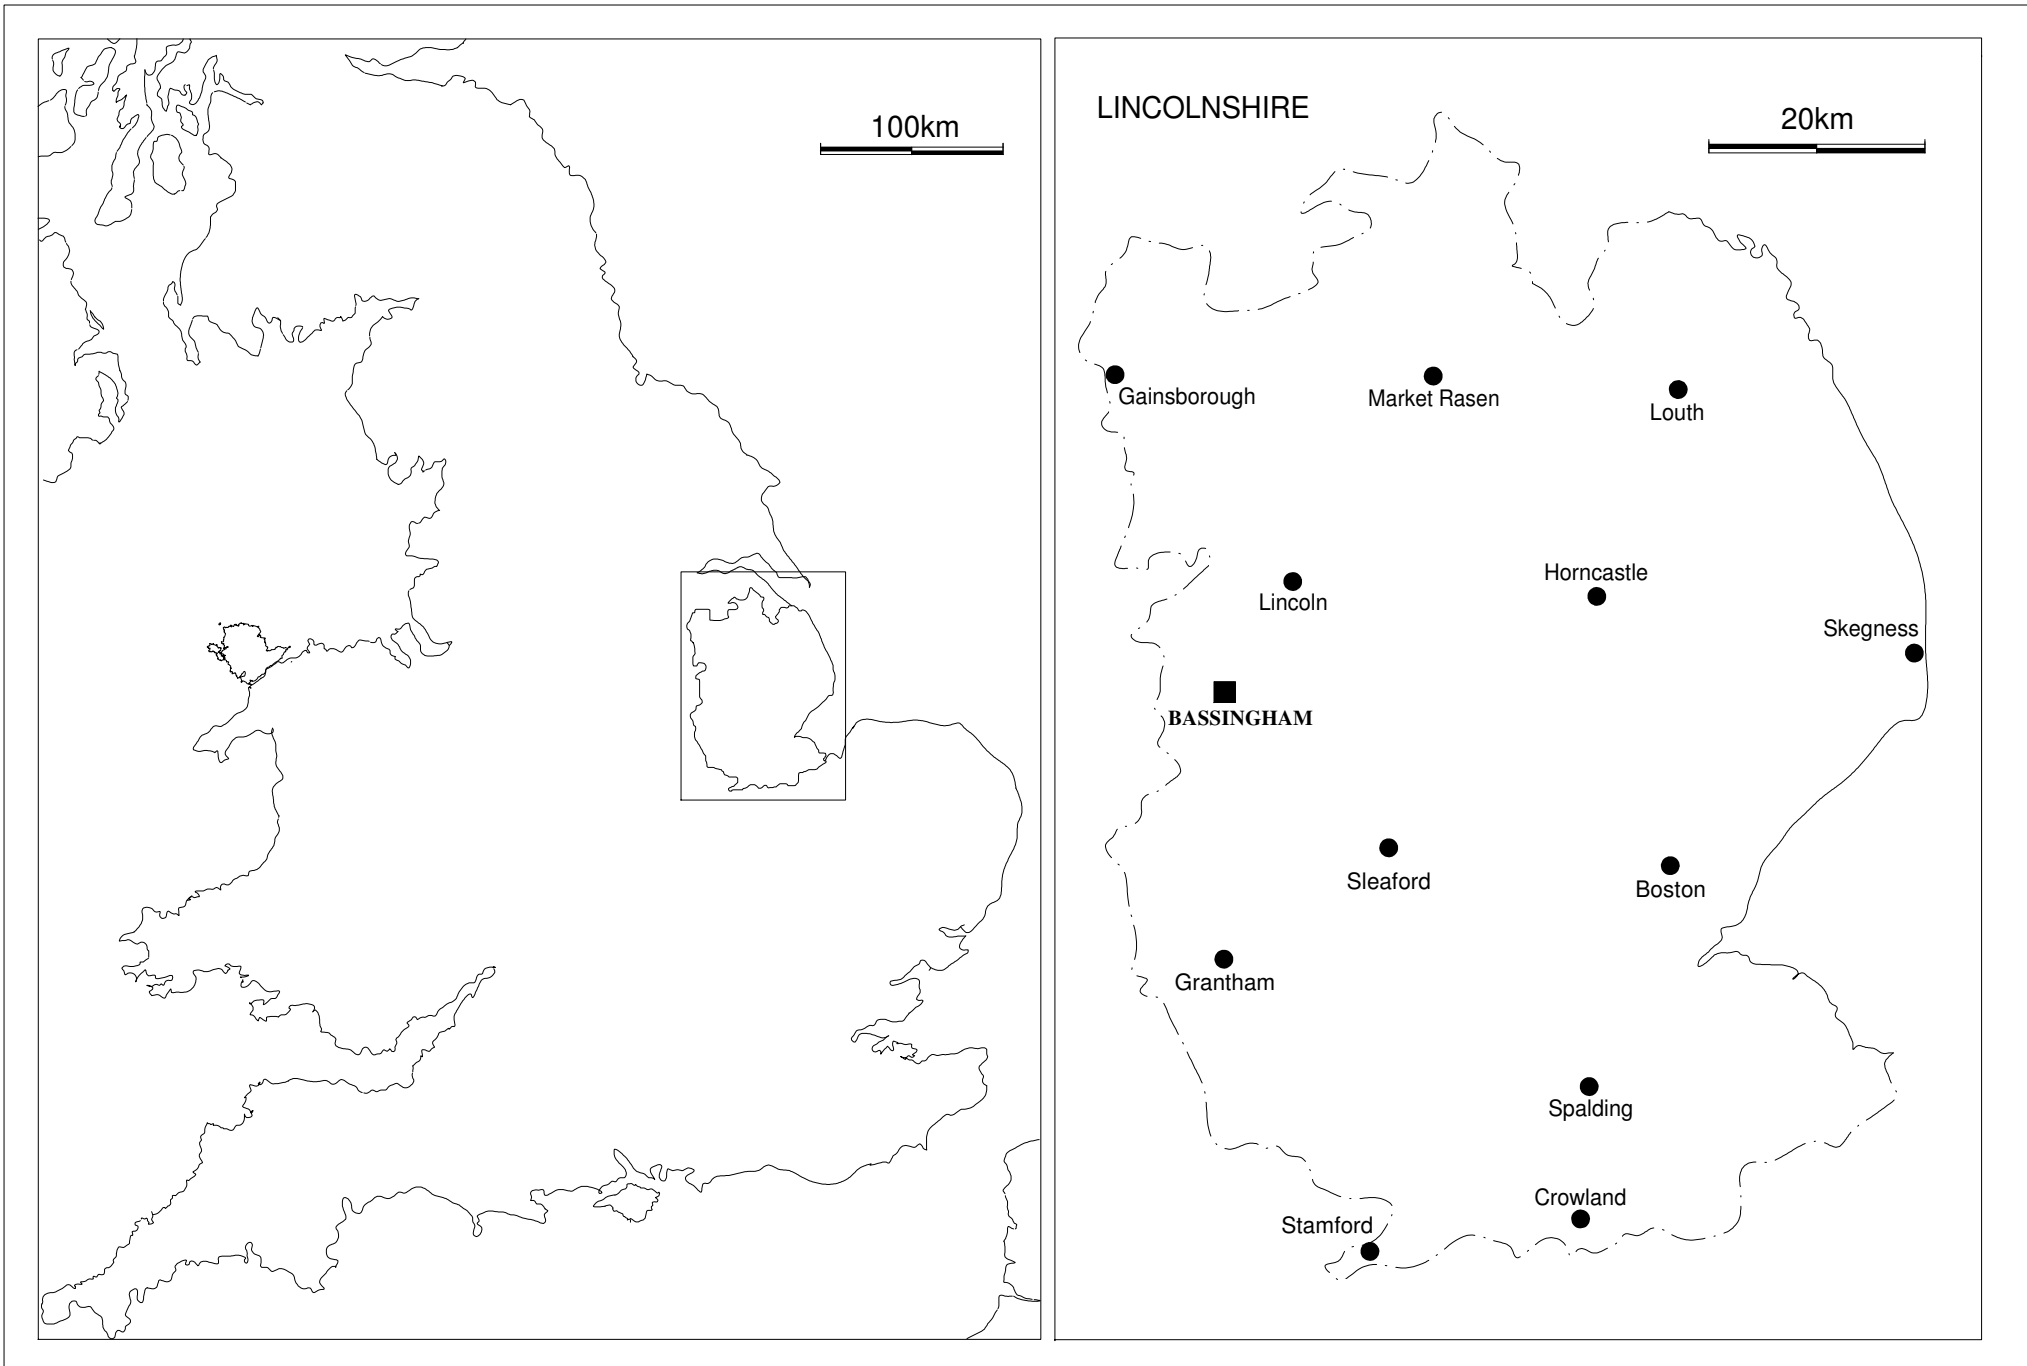 100km
LINCOLNSHIRE
20km
Gainsborough
Market Rasen
Louth
Lincoln
Horncastle
Skegness
BASSINGHAM
Sleaford
Boston
Grantham
Spalding
Crowland
Stamford